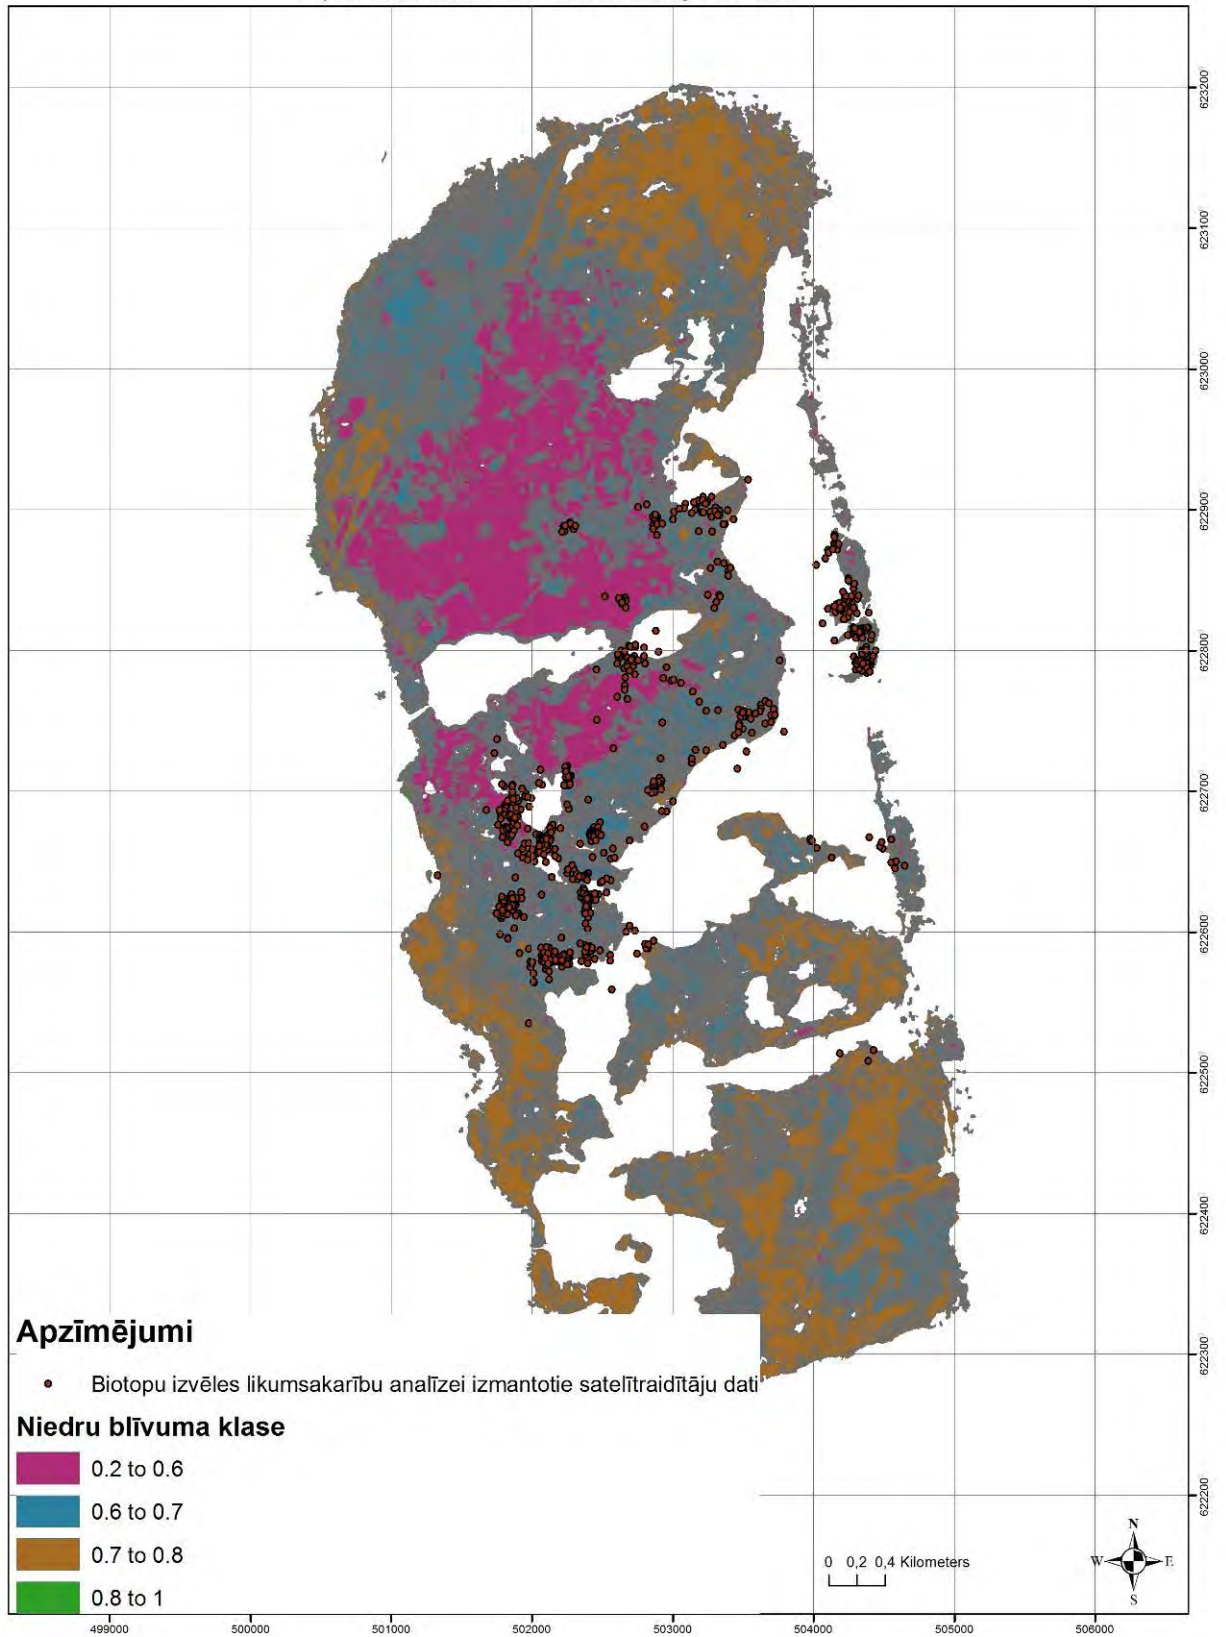 623200
623100
623000
622900
622800
622700
622600
622500
622400
622300
622200
Apzīmējumi
Biotopu izvēles likumsakarību analīzei izmantotie satelītraidītāju dati
Niedru blīvuma klase
0.2 to 0.6
0.6 to 0.7
0.7 to 0.8
0.8 to 1
0 0,2 0,4 Kilometers
N
W E
S
499000 500000 501000 502000 503000 504000 505000 506000